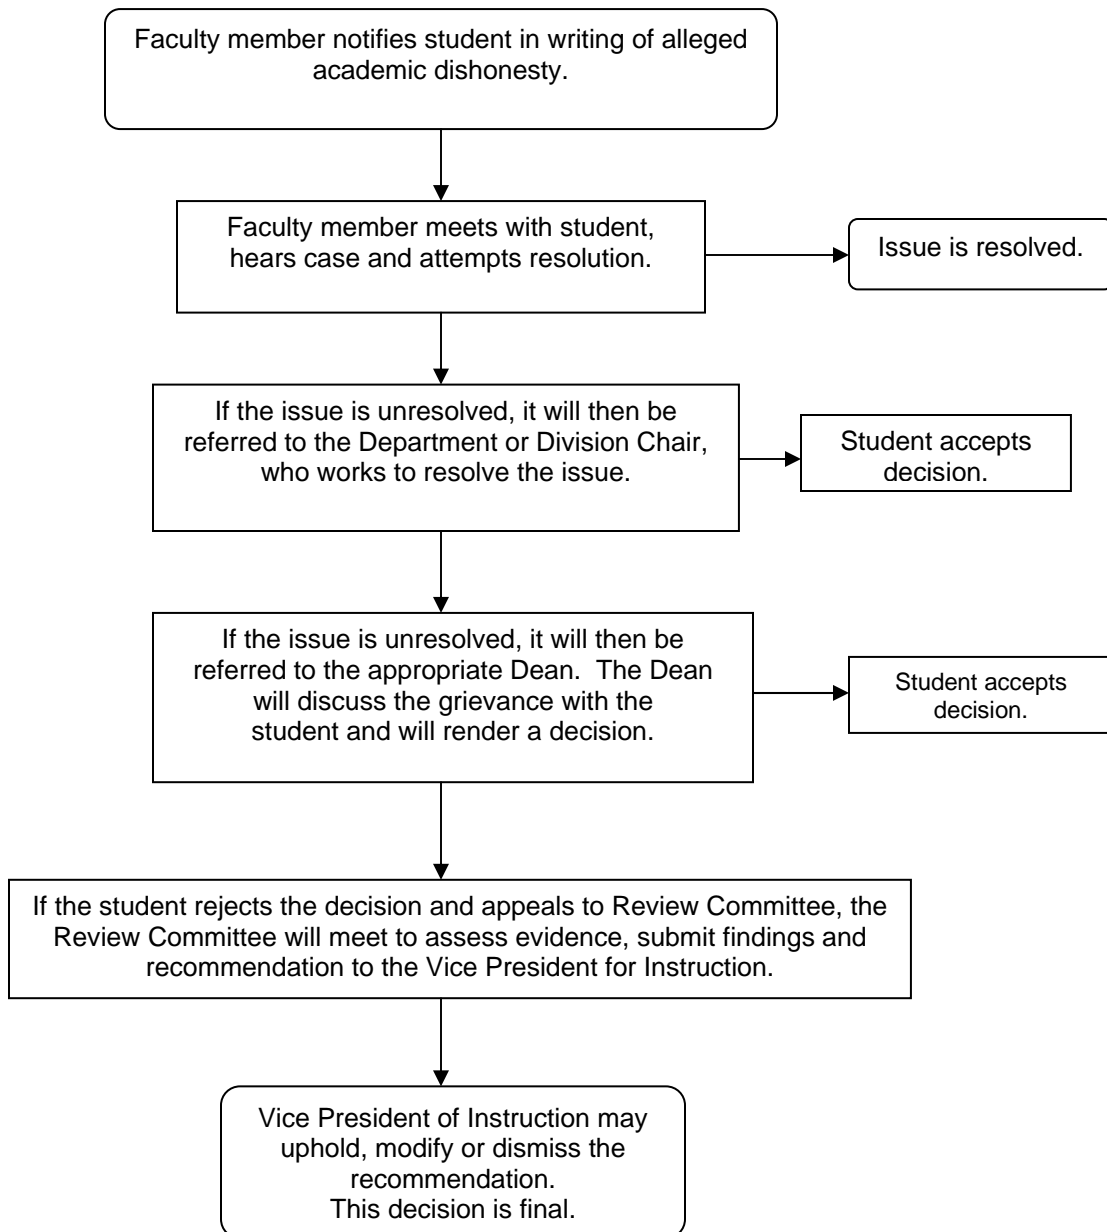 Faculty member notifies student in writing of alleged
academic dishonesty.
Faculty member meets with student,
hears case and attempts resolution.
Issue is resolved.
If the issue is unresolved, it will then be
referred to the Department or Division Chair,
who works to resolve the issue.
Student accepts
decision.
If the issue is unresolved, it will then be
referred to the appropriate Dean.  The Dean
will discuss the grievance with the
student and will render a decision.
Student accepts
decision.
If the student rejects the decision and appeals to Review Committee, the
Review Committee will meet to assess evidence, submit findings and
recommendation to the Vice President for Instruction.
Vice President of Instruction may
uphold, modify or dismiss the
recommendation.
This decision is final.